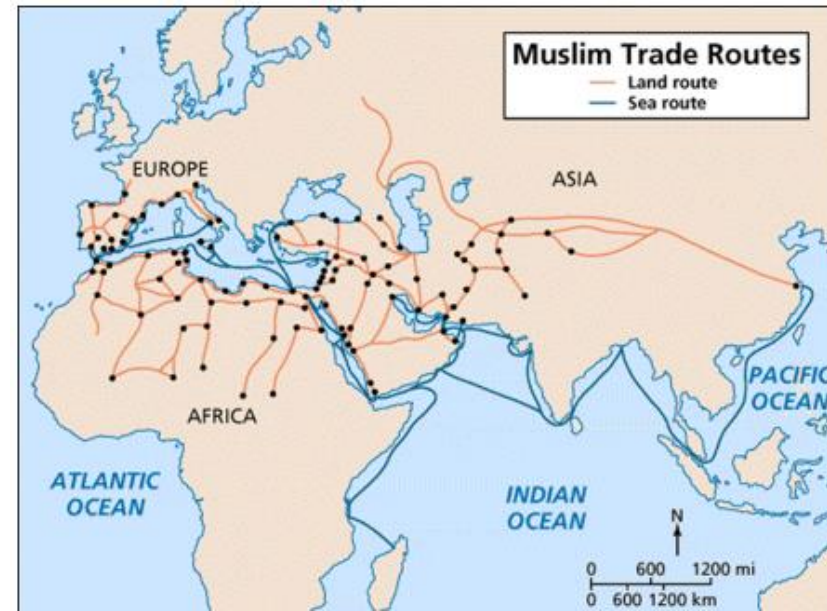 Muslim Trade Routes
Land route
Sea route
EUROPE
ASIA
AFRICA
PACIFIC
OCEAN
ATLANTIC
OCEAN
INDIAN
OCEAN
N
0 600 1200 mi
0 600 1200 km